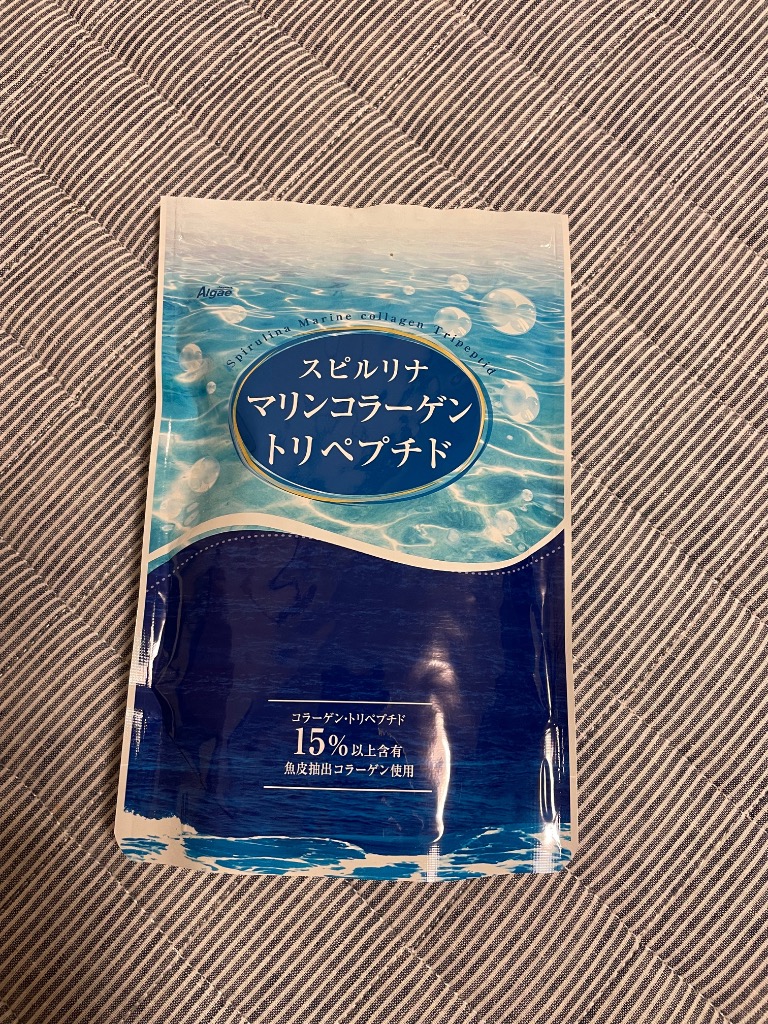 Algae
Spirulina Marine collagen Tripeptid
スピルリナ
マリンコラーゲン
トリペプチド
コラーゲン・トリペプチド
15%以上含有
魚皮抽出コラーゲン使用